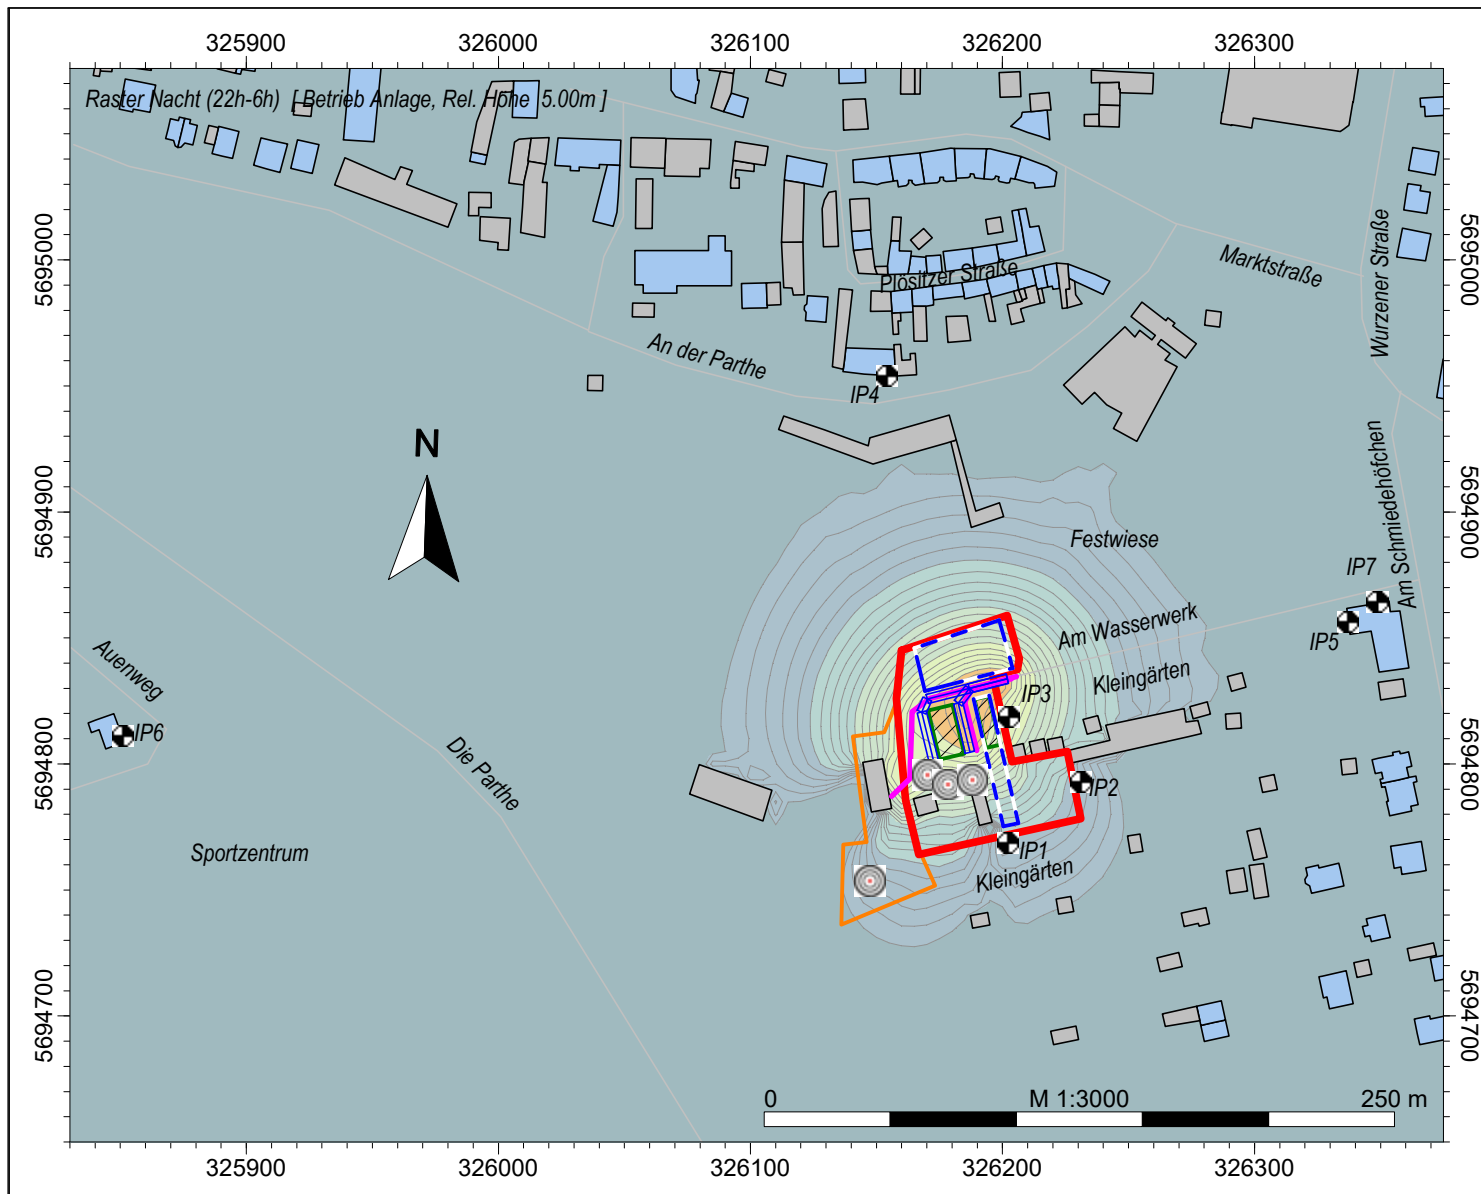 325900 326000 326100 326200 326300
Raster Nacht (22h-6h) [ Betrieb Anlage, Rel. Höhe 5.00m ]
5695000
Plösitzer Straße
Marktstraße
Wurzener Straße
5695000
An der Parthe
IP4
N
5694900
Festwiese
Am Schmiedehöfchen
5694900
IP7
IP5
Am Wasserwerk
Kleingärten
IP3
Auenweg
IP6
5694800
Die Parthe
IP2
5694800
Sportzentrum
IP1
Kleingärten
5694700
5694700
0 M 1:3000 250 m
325900 326000 326100 326200 326300